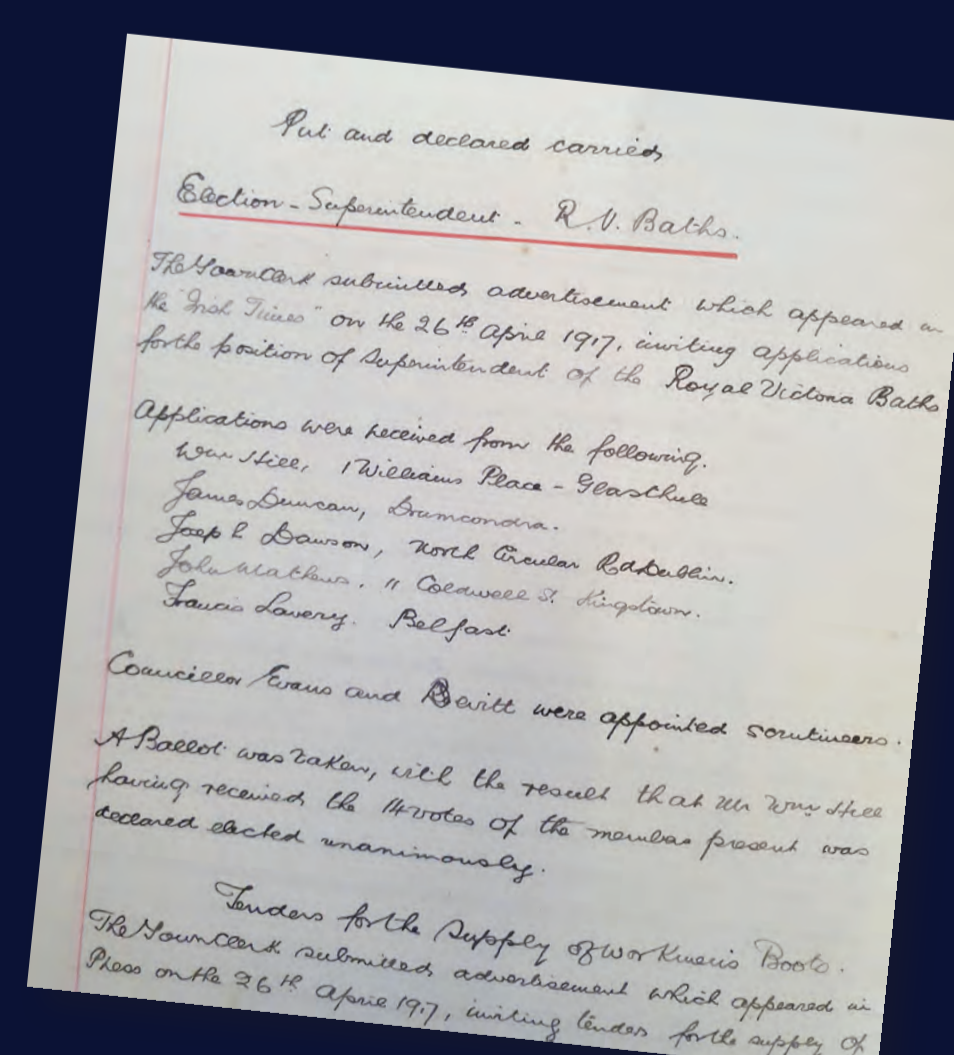 Put and declared carried
Election - Superintendent - R.V. Baths.
The Town Clerk submitted advertisement which appeared in
the "Irish Times" on the 26th April 1917, inviting applications
for the position of Superintendent of the Royal Victoria Baths
Applications were received from the following.
Wm Hill, 1 Williams Place - Glasthule
James Duncan, Drumcondra.
Joseph Dawson, North Circular Rd Dublin.
John Mathews, 11 Coldwell St. Kingstown.
Francis Lavery. Belfast
Councillor Evans and Devitt were appointed scrutineers.
A Ballot was taken, with the result that Mr Wm Hill
having received the 14 votes of the members present was
declared elected unanimously.
Tenders for the Supply of Workmen's Boots.
The Town Clerk submitted advertisement which appeared in
Press on the 26th April 1917, inviting tenders for the supply of